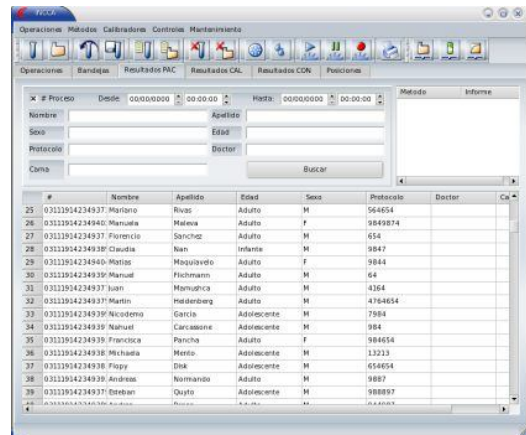 Operaciones Métodos Calibradores Controles Mantenimiento
Operaciones Bandejas Resultados PAC Resultados CAL Resultados CON Posiciones
# Proceso Desde: 00/00/0000 00:00:00 Hasta: 00/00/0000 00:00:00
Metodo Informe
Nombre Apellido
Sexo Edad
Protocolo Doctor
Cama Buscar
# Nombre Apellido Edad Sexo Protocolo Doctor
25 Mariano Rivas Adulto M 564654
26 Manuela Maleva Adulto F 9849874
27 Florencio Sanchez Adulto M 654
28 Claudia Nan Infante M 9847
29 Matias Maquiavelo Adulto F 9844
30 Manuel Flichmann Adulto M 64
31 Juan Mamushca Adulto M 4364
32 Martin Heidenberg Adulto M 4764654
33 Nicodemo Garcia Adolescente M 7984
34 Nahuel Carcassone Adolescente M 984
35 Francisca Pancha Adulto F 984654
36 Michaela Mento Adolescente M 13213
37 Flopy Disk Adolescente M 654654
38 Andreas Normando Adulto M 9887
39 Esteban Quyto Adolescente M 988897